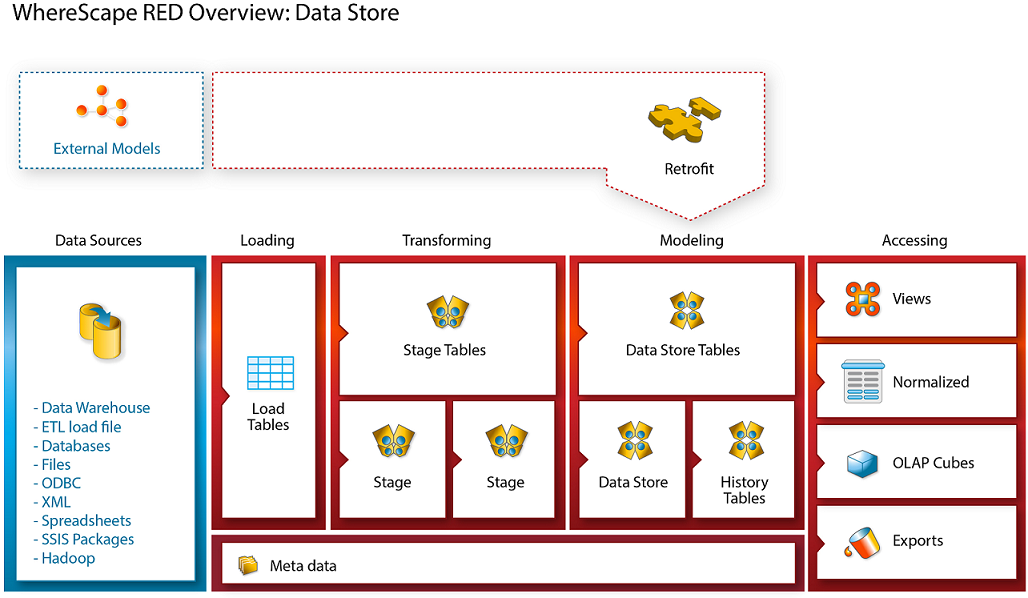 WhereScape RED Overview: Data Store
External Models
Retrofit
Data Sources
Loading
Transforming
Modeling
Accessing
- Data Warehouse
- ETL load file
- Databases
- Files
- ODBC
- XML
- Spreadsheets
- SSIS Packages
- Hadoop
Load
Tables
Stage Tables
Stage
Stage
Data Store Tables
Data Store
History
Tables
Views
Normalized
OLAP Cubes
Exports
Meta data